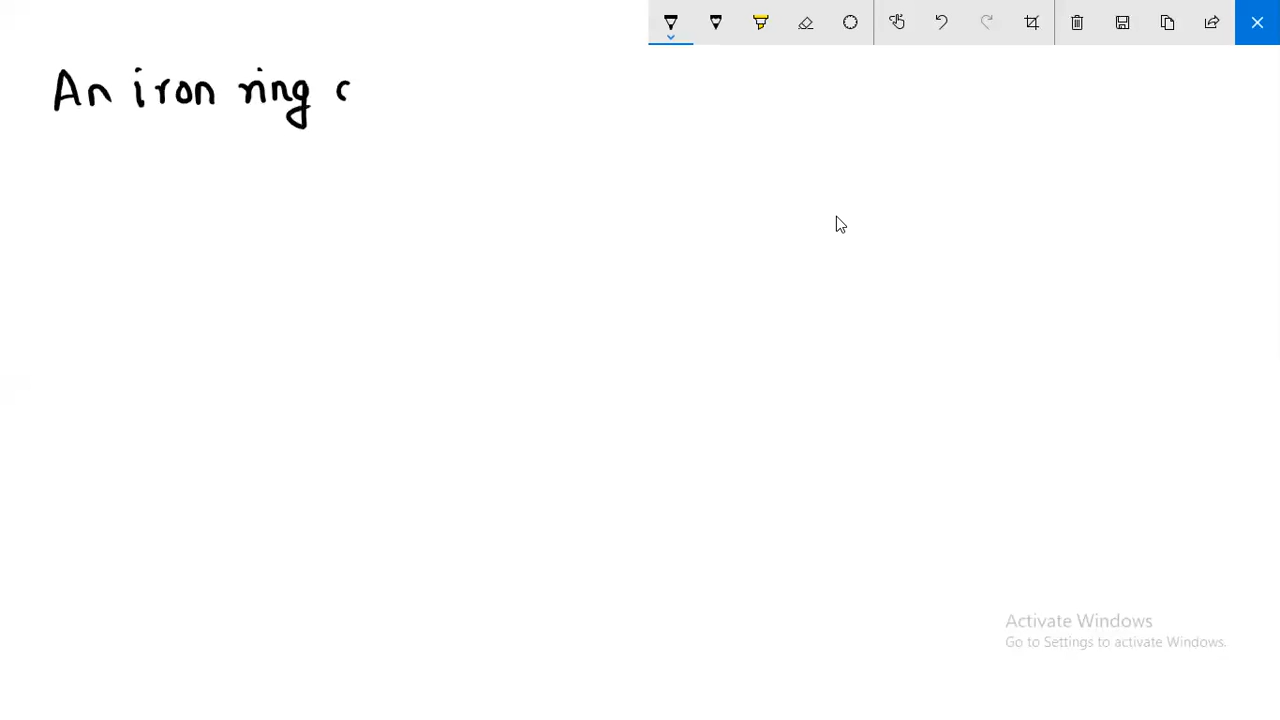 An iron ring c
Activate Windows
Go to Settings to activate Windows.